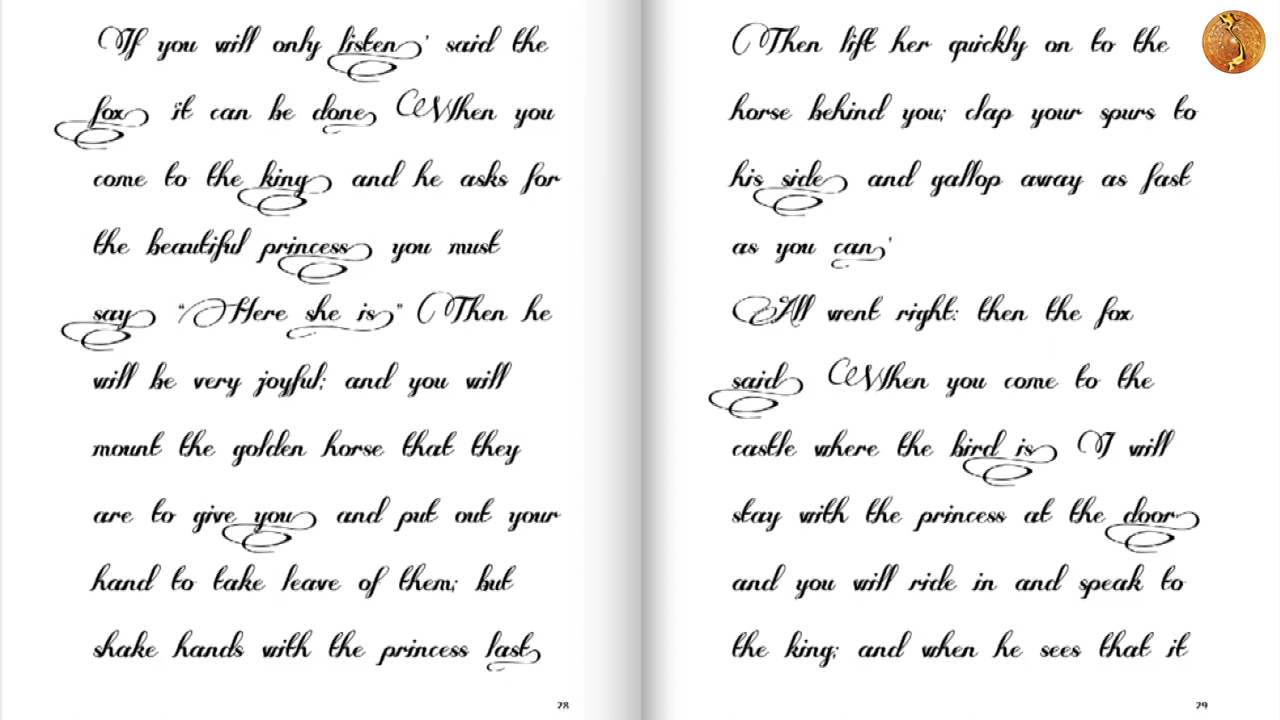 'If you will only listen' said the
fox it can be done When you
come to the king and he asks for
the beautiful princess you must
say "Here she is" Then he
will be very joyful; and you will
mount the golden horse that they
are to give you and put out your
hand to take leave of them; but
shake hands with the princess last
28
Then lift her quickly on to the
horse behind you; clap your spurs to
his side and gallop away as fast
as you can'
All went right: then the fox
said When you come to the
castle where the bird is I will
stay with the princess at the door
and you will ride in and speak to
the king; and when he sees that it
29